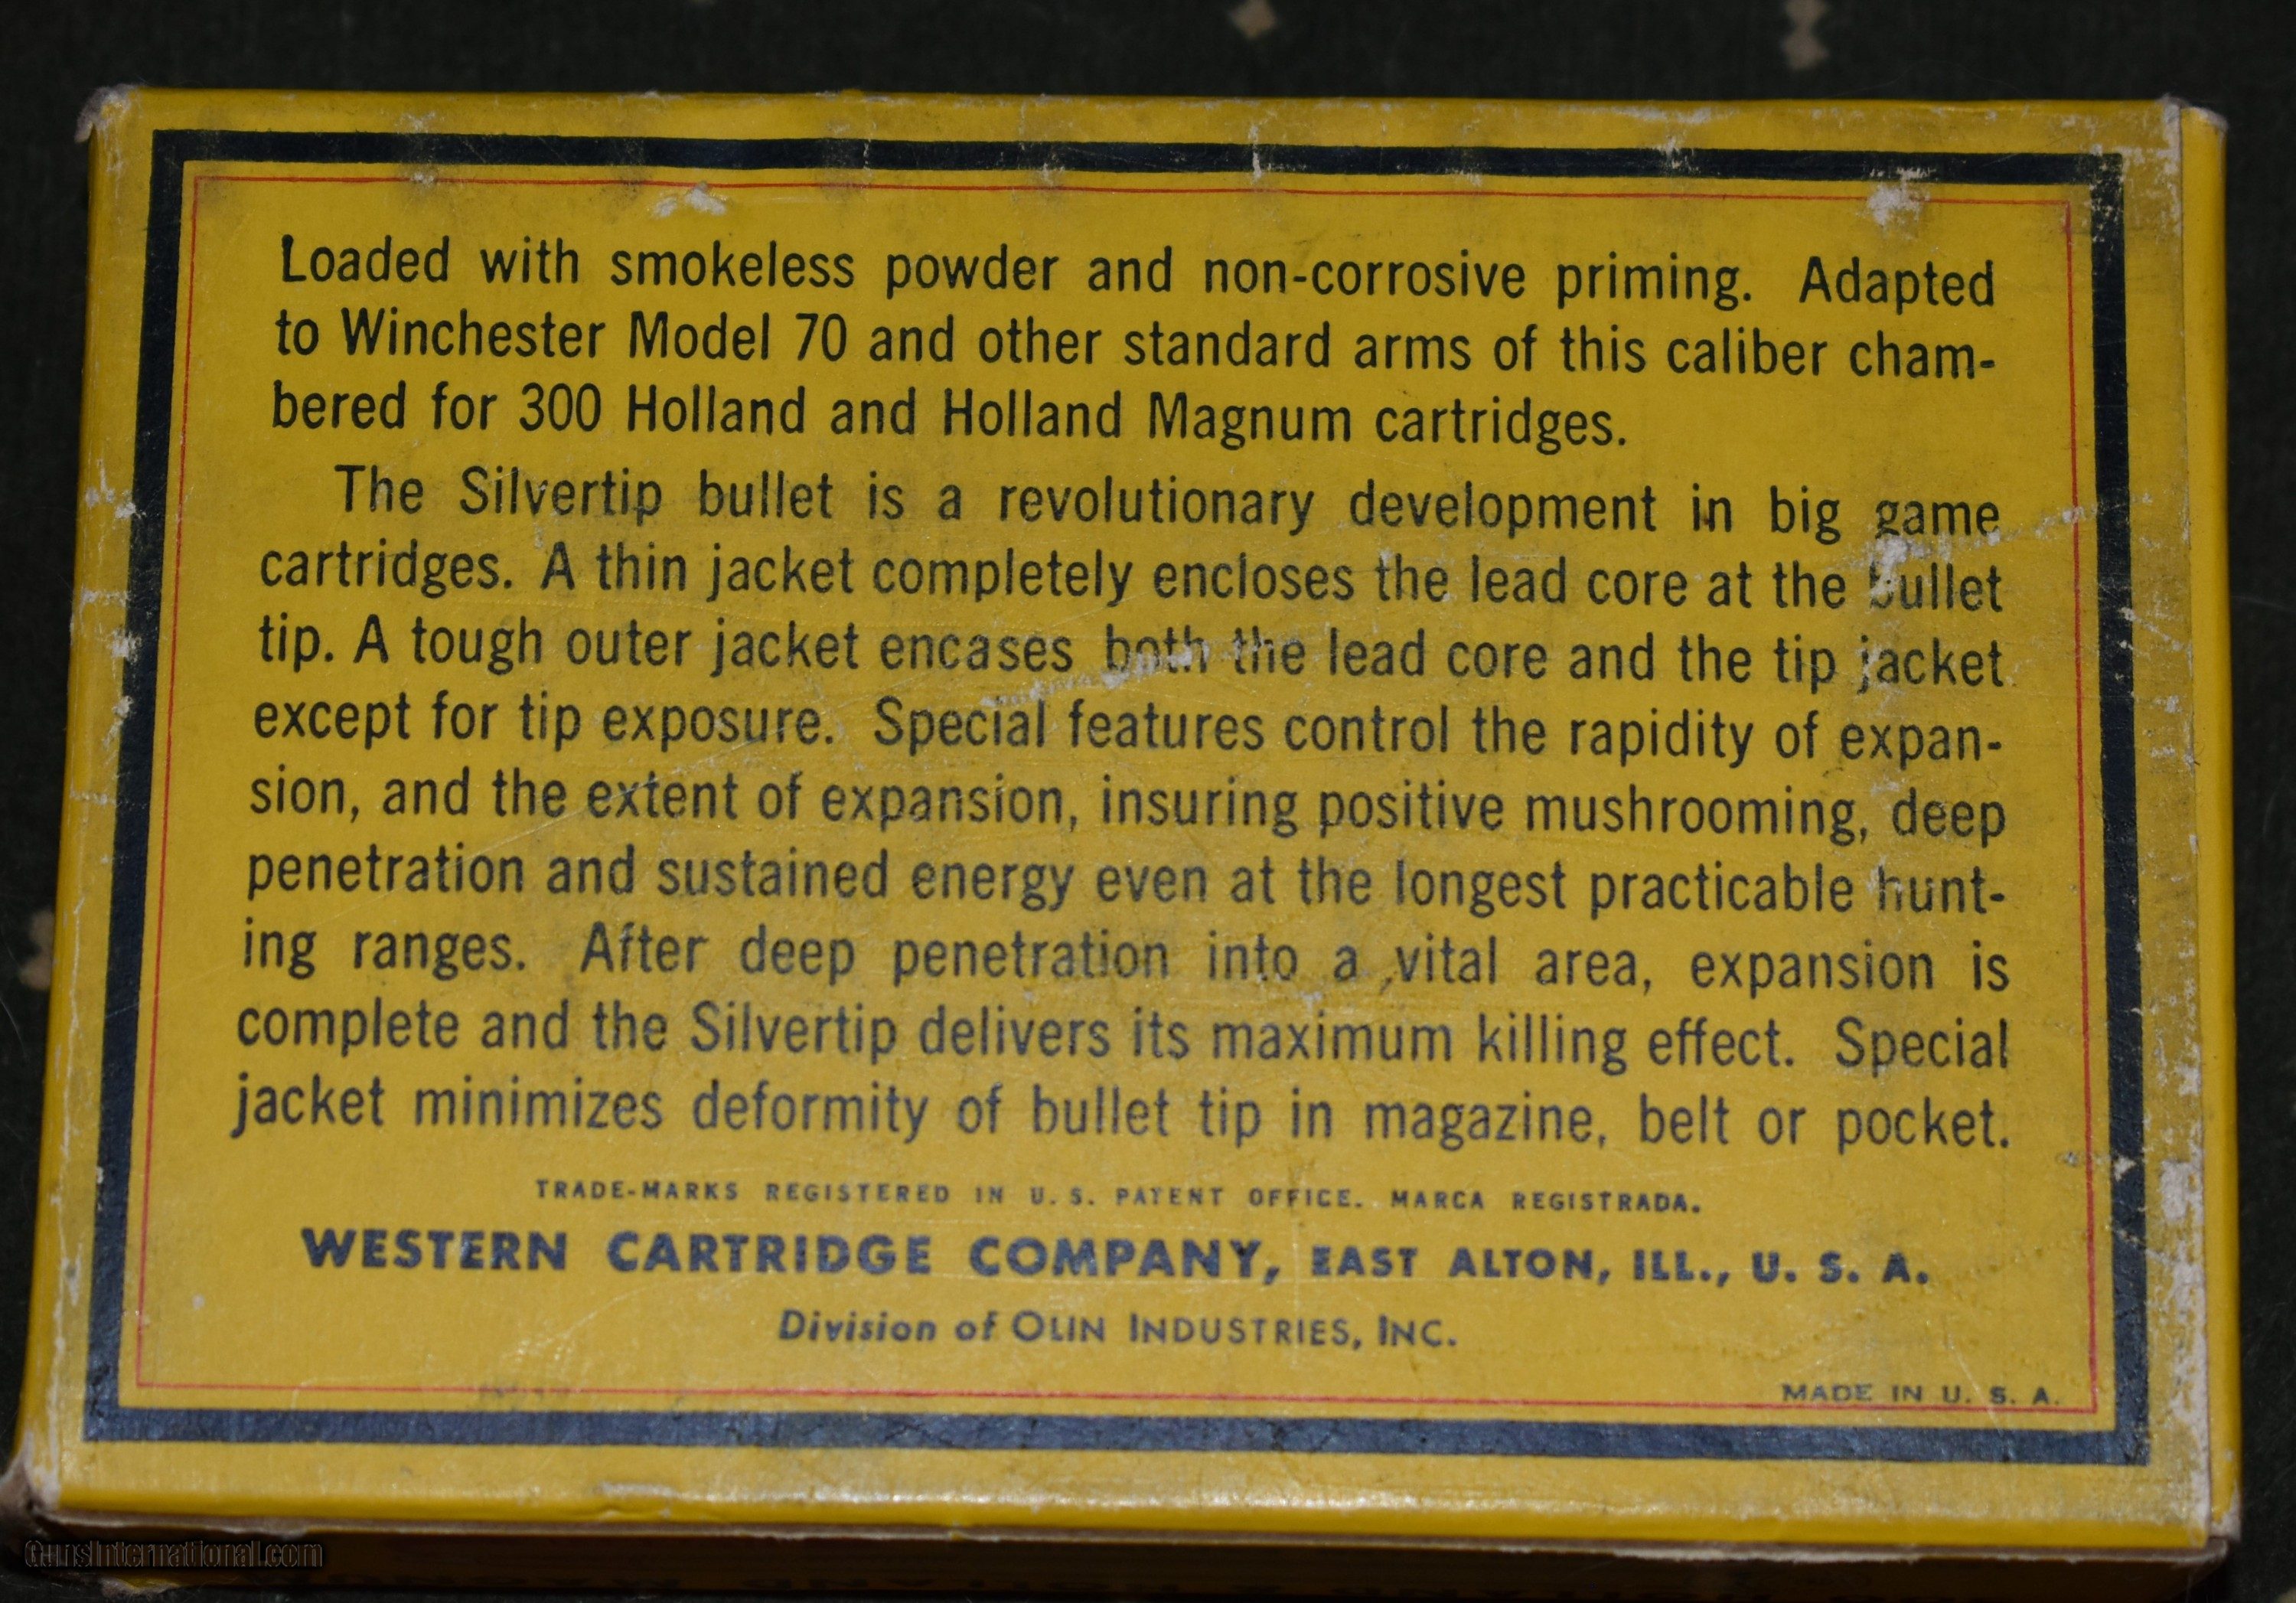 Loaded with smokeless powder and non-corrosive priming. Adapted
to Winchester Model 70 and other standard arms of this caliber cham-
bered for 300 Holland and Holland Magnum cartridges.
The Silvertip bullet is a revolutionary development in big game
cartridges. A thin jacket completely encloses the lead core at the bullet
tip. A tough outer jacket encases both the lead core and the tip jacket
except for tip exposure. Special features control the rapidity of expan-
sion, and the extent of expansion, insuring positive mushrooming, deep
penetration and sustained energy even at the longest practicable hunt-
ing ranges. After deep penetration into a vital area, expansion is
complete and the Silvertip delivers its maximum killing effect. Special
jacket minimizes deformity of bullet tip in magazine, belt or pocket.
TRADE-MARKS REGISTERED IN U. S. PATENT OFFICE. MARCA REGISTRADA.
WESTERN CARTRIDGE COMPANY, EAST ALTON, ILL., U. S. A.
Division of OLIN INDUSTRIES, INC.
MADE IN U. S. A.
GunsInternational.com